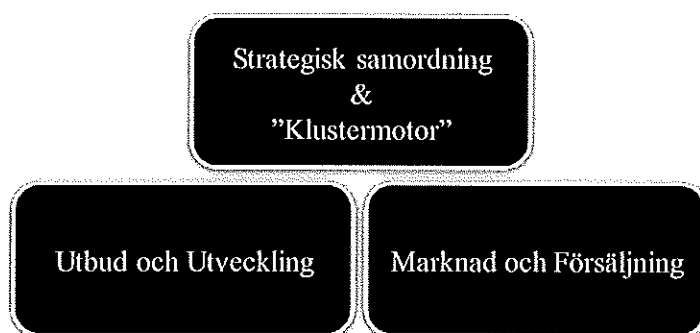 Strategisk samordning
&
”Klustermotor”
Utbud och Utveckling
Marknad och Försäljning